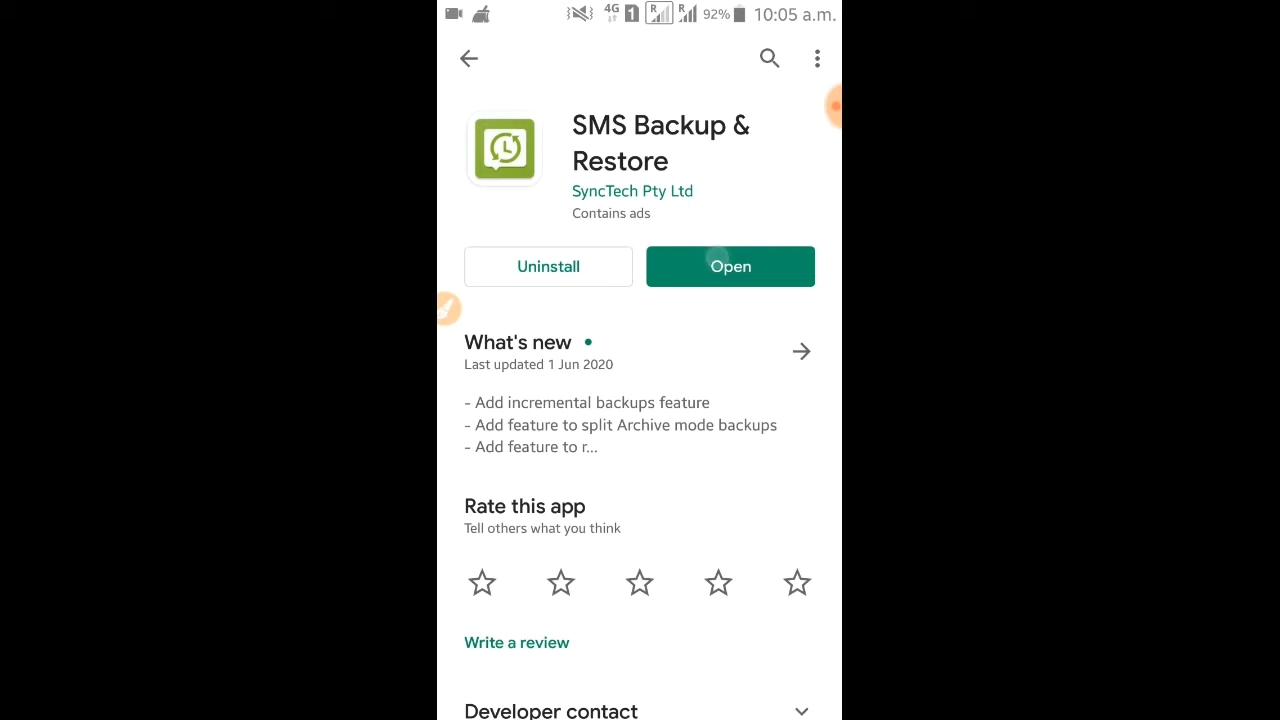 4G 1 R R 92% 10:05 a.m.
SMS Backup &
Restore
SyncTech Pty Ltd
Contains ads
Uninstall Open
What's new
Last updated 1 Jun 2020
- Add incremental backups feature
- Add feature to split Archive mode backups
- Add feature to r...
Rate this app
Tell others what you think
Write a review
Developer contact